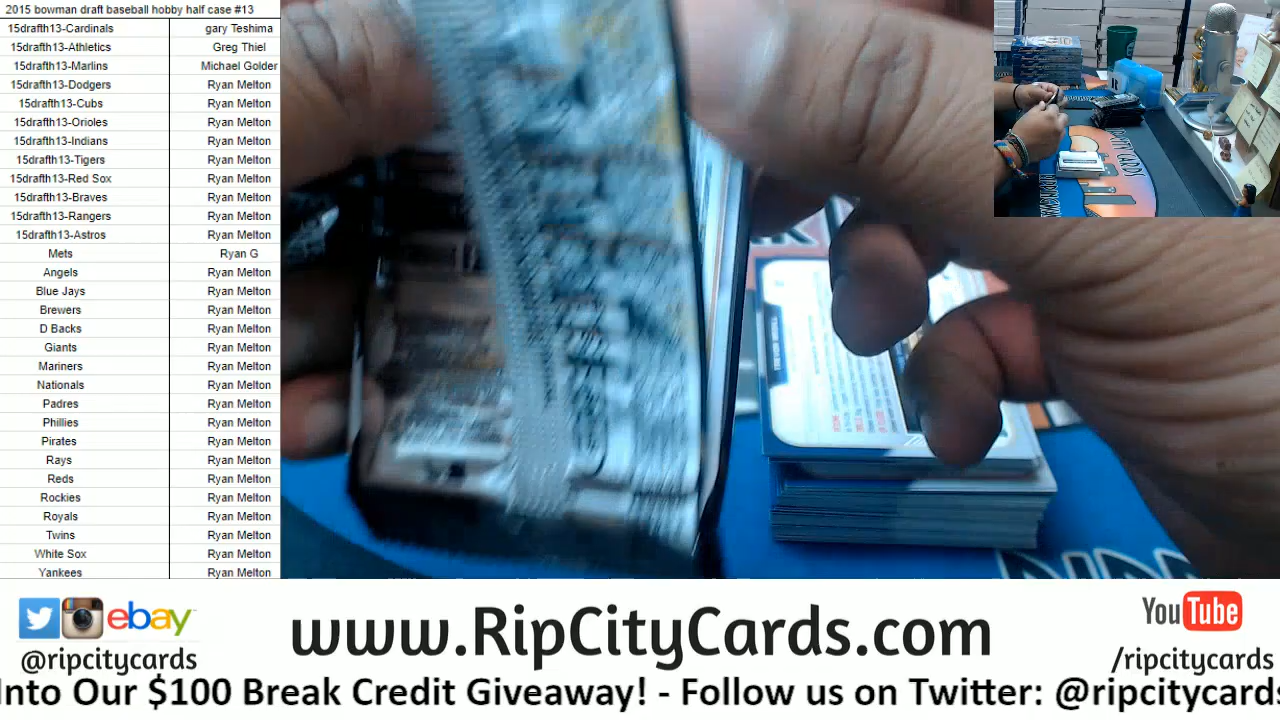 2015 bowman draft baseball hobby half case #13
15drafth13-Cardinals gary Teshima
15drafth13-Athletics Greg Thiel
15drafth13-Marlins Michael Golder
15drafth13-Dodgers Ryan Melton
15drafth13-Cubs Ryan Melton
15drafth13-Orioles Ryan Melton
15drafth13-Indians Ryan Melton
15drafth13-Tigers Ryan Melton
15drafth13-Red Sox Ryan Melton
15drafth13-Braves Ryan Melton
15drafth13-Rangers Ryan Melton
15drafth13-Astros Ryan Melton
Mets Ryan G
Angels Ryan Melton
Blue Jays Ryan Melton
Brewers Ryan Melton
D Backs Ryan Melton
Giants Ryan Melton
Mariners Ryan Melton
Nationals Ryan Melton
Padres Ryan Melton
Phillies Ryan Melton
Pirates Ryan Melton
Rays Ryan Melton
Reds Ryan Melton
Rockies Ryan Melton
Royals Ryan Melton
Twins Ryan Melton
White Sox Ryan Melton
Yankees Ryan Melton
ebay
@ripcitycards
www.RipCityCards.com
YouTube
/ripcitycards
Into Our $100 Break Credit Giveaway! - Follow us on Twitter: @ripcitycards